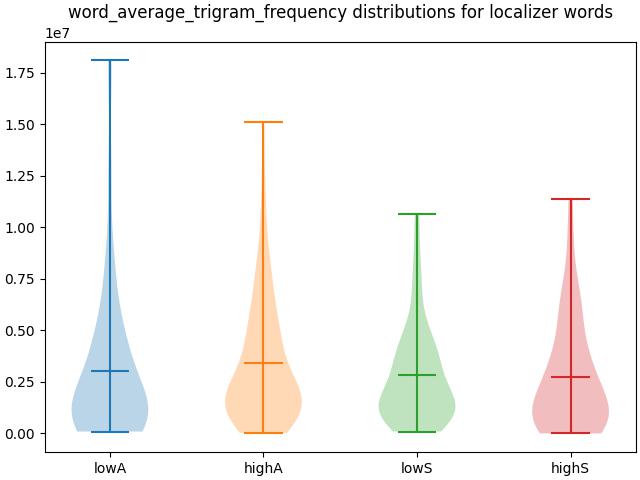 word_average_trigram_frequency distributions for localizer words
1e7
1.75
1.50
1.25
1.00
0.75
0.50
0.25
0.00
lowA highA lowS highS